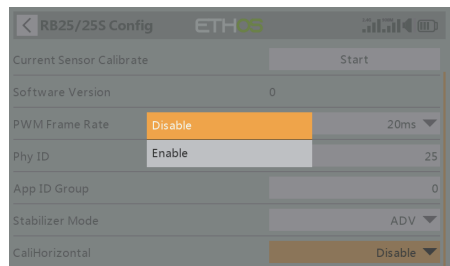 RB25/25S Config ETHOS
Current Sensor Calibrate Start
Software Version 0
PWM Frame Rate 20ms
Disable
Enable
Phy ID 25
App ID Group 0
Stabilizer Mode ADV
CaliHorizontal Disable